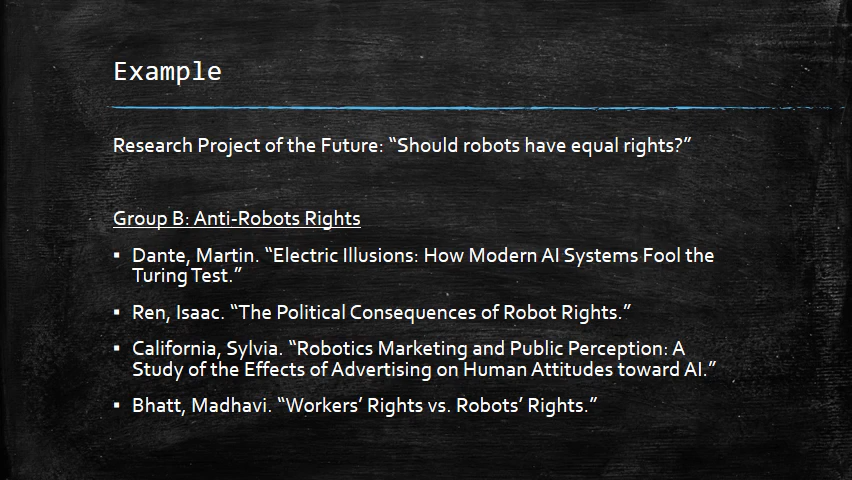 Example
Research Project of the Future: “Should robots have equal rights?”
Group B: Anti-Robots Rights
▪ Dante, Martin. “Electric Illusions: How Modern AI Systems Fool the
Turing Test.”
▪ Ren, Isaac. “The Political Consequences of Robot Rights.”
▪ California, Sylvia. “Robotics Marketing and Public Perception: A
Study of the Effects of Advertising on Human Attitudes toward AI.”
▪ Bhatt, Madhavi. “Workers’ Rights vs. Robots’ Rights.”